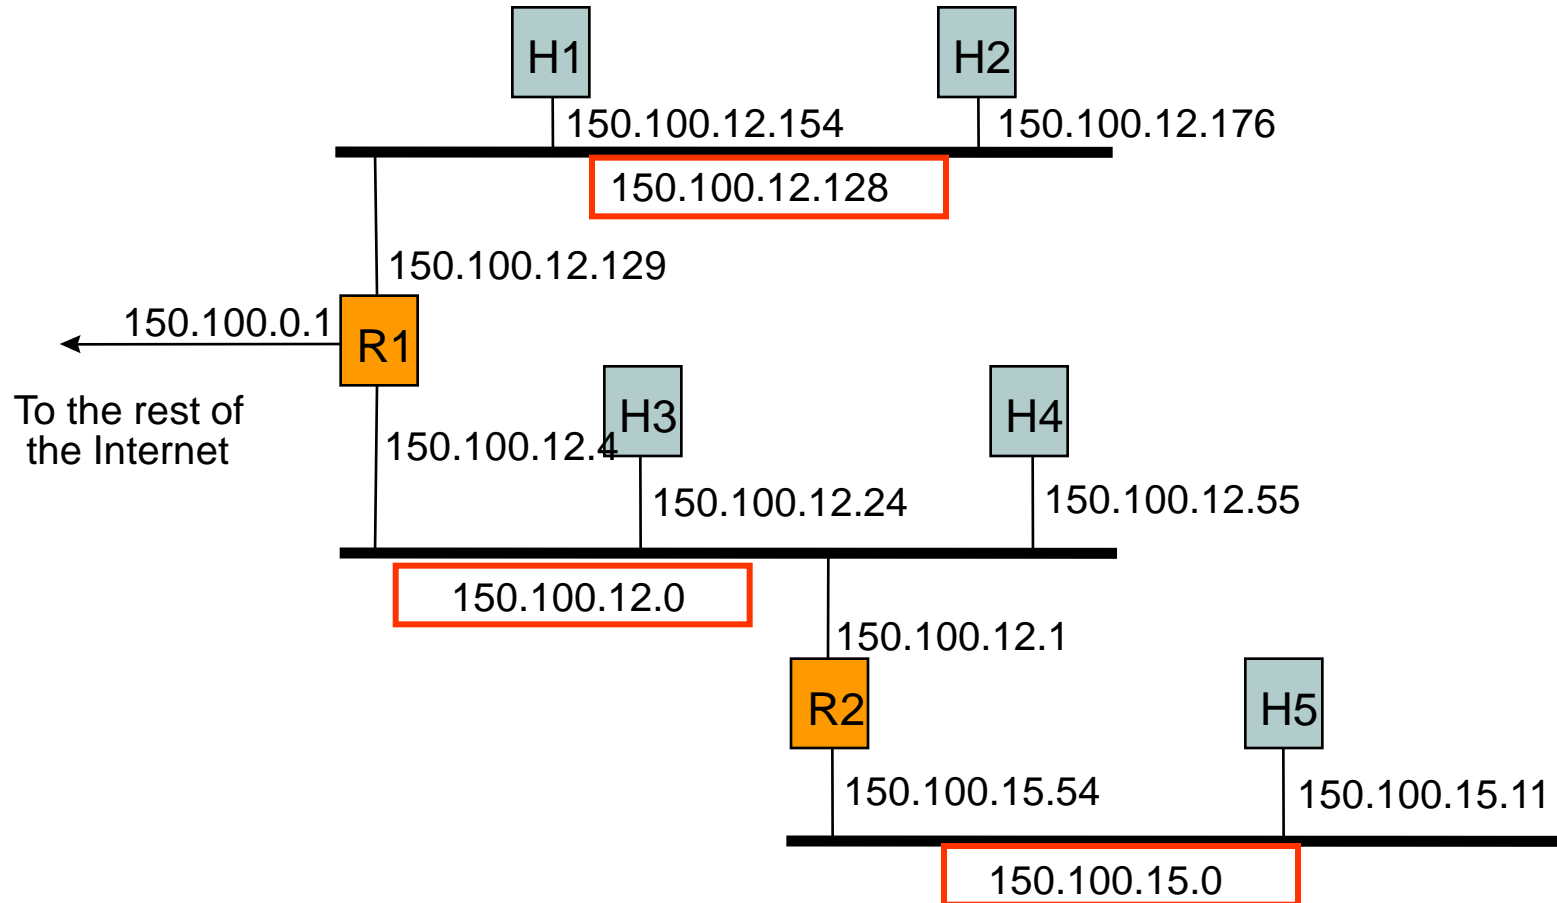 H1
H2
150.100.12.154
150.100.12.176
150.100.12.128
150.100.12.129
150.100.0.1
R1
To the rest of
the Internet
150.100.12.4
H3
H4
150.100.12.24
150.100.12.55
150.100.12.0
150.100.12.1
R2
H5
150.100.15.54
150.100.15.11
150.100.15.0